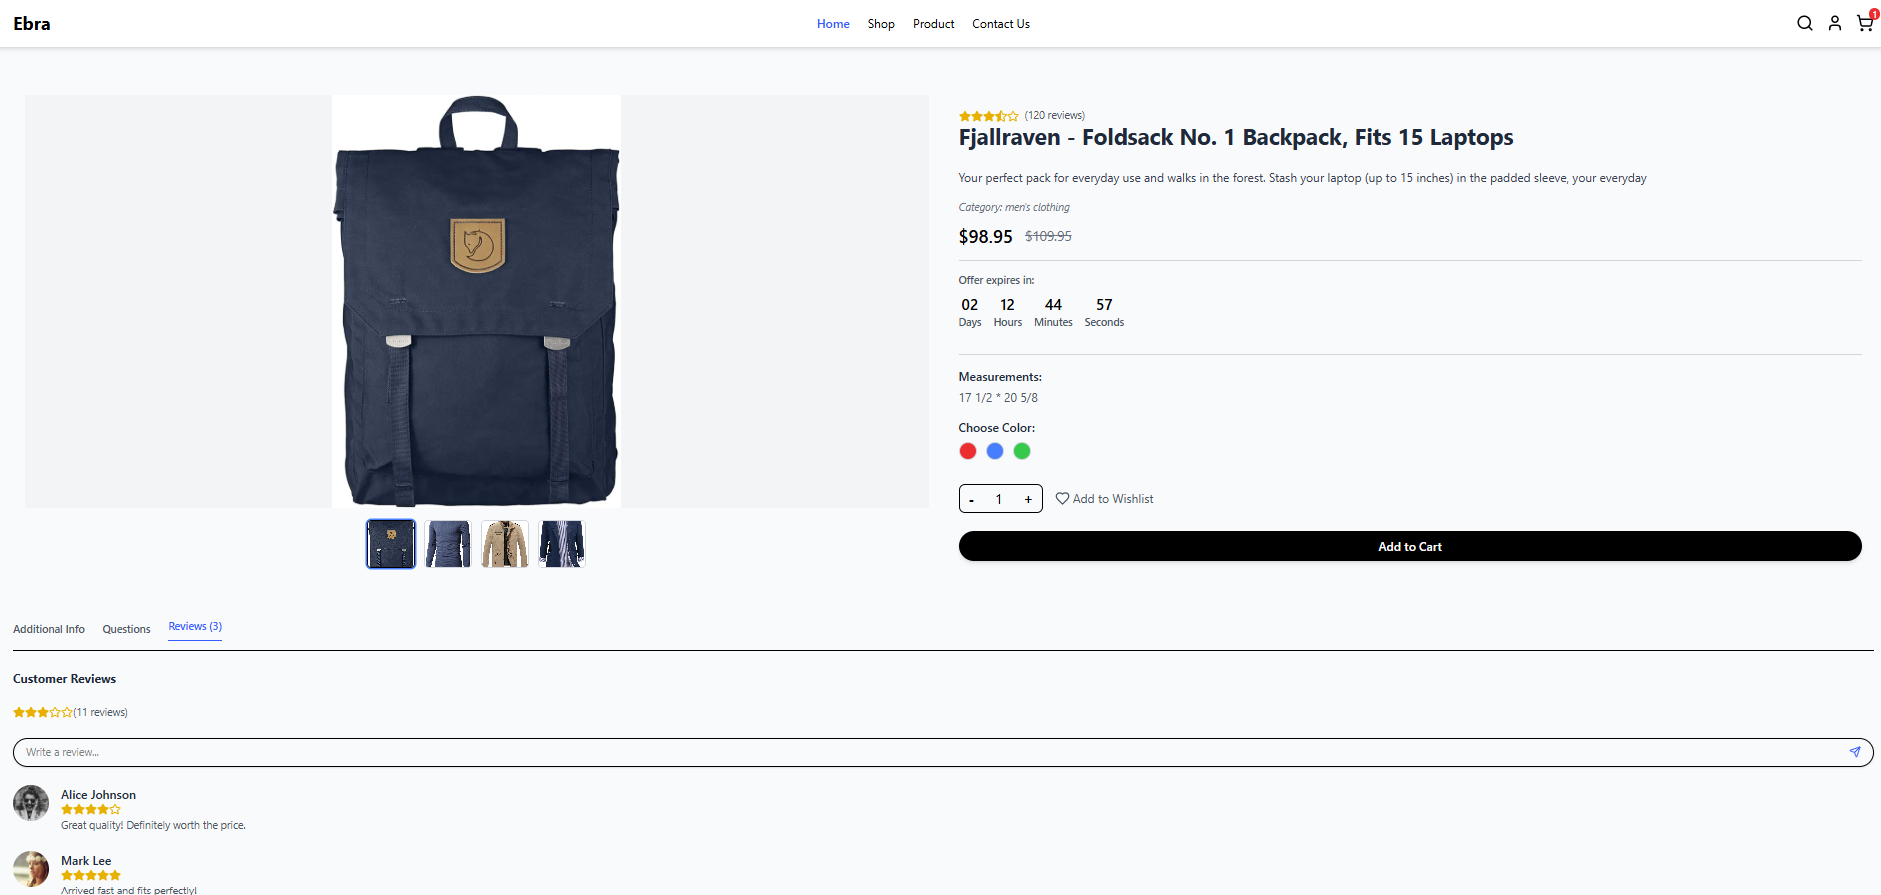 Ebra
Home Shop Product Contact Us
1
(120 reviews)
Fjallraven - Foldsack No. 1 Backpack, Fits 15 Laptops
Your perfect pack for everyday use and walks in the forest. Stash your laptop (up to 15 inches) in the padded sleeve, your everyday
Category: men's clothing
$98.95 $109.95
Offer expires in:
02 12 44 57
Days Hours Minutes Seconds
Measurements:
17 1/2 * 20 5/8
Choose Color:
- 1 + Add to Wishlist
Add to Cart
Additional Info Questions Reviews (3)
Customer Reviews
(11 reviews)
Write a review...
Alice Johnson
Great quality! Definitely worth the price.
Mark Lee
Arrived fast and fits perfectly!